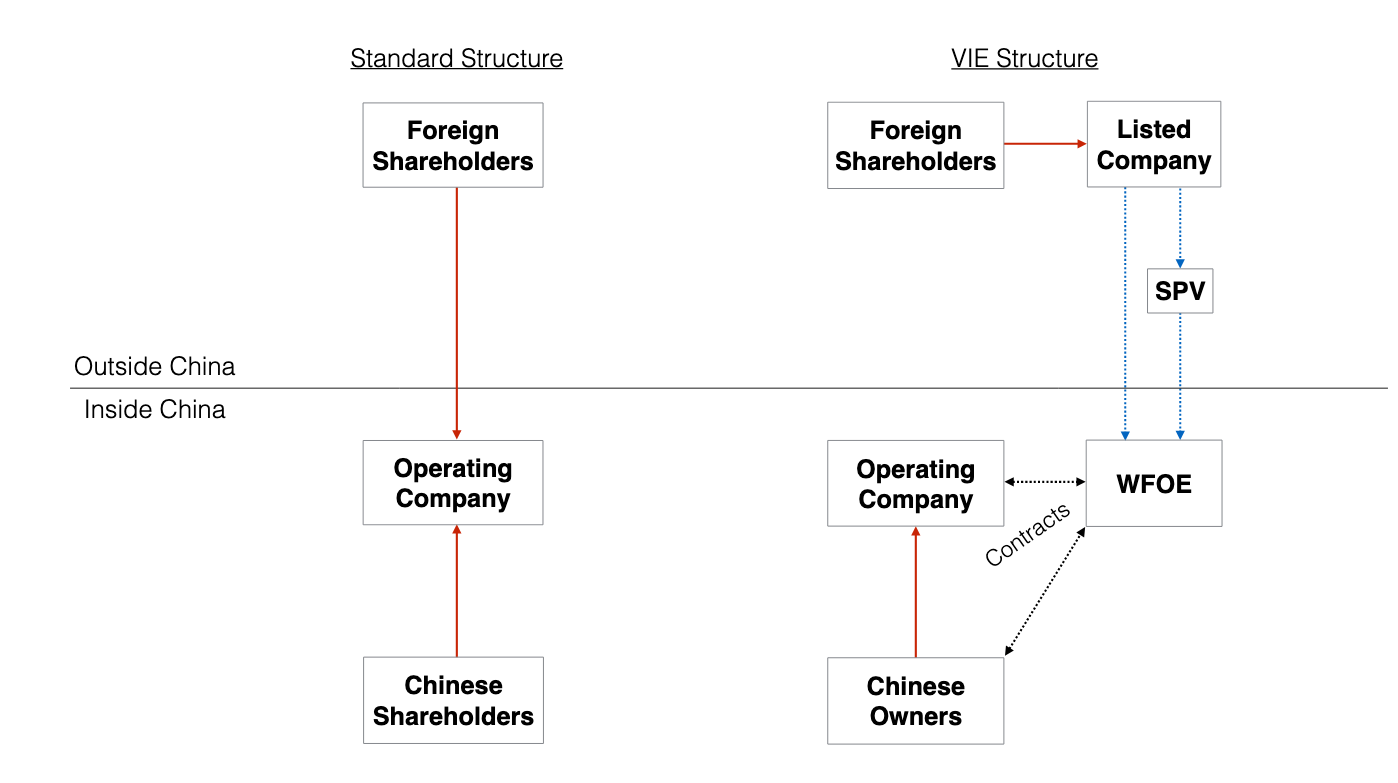 Standard Structure
VIE Structure
Foreign
Shareholders
Foreign
Shareholders
Listed
Company
SPV
Outside China
Inside China
Operating
Company
Operating
Company
WFOE
Contracts
Chinese
Shareholders
Chinese
Owners